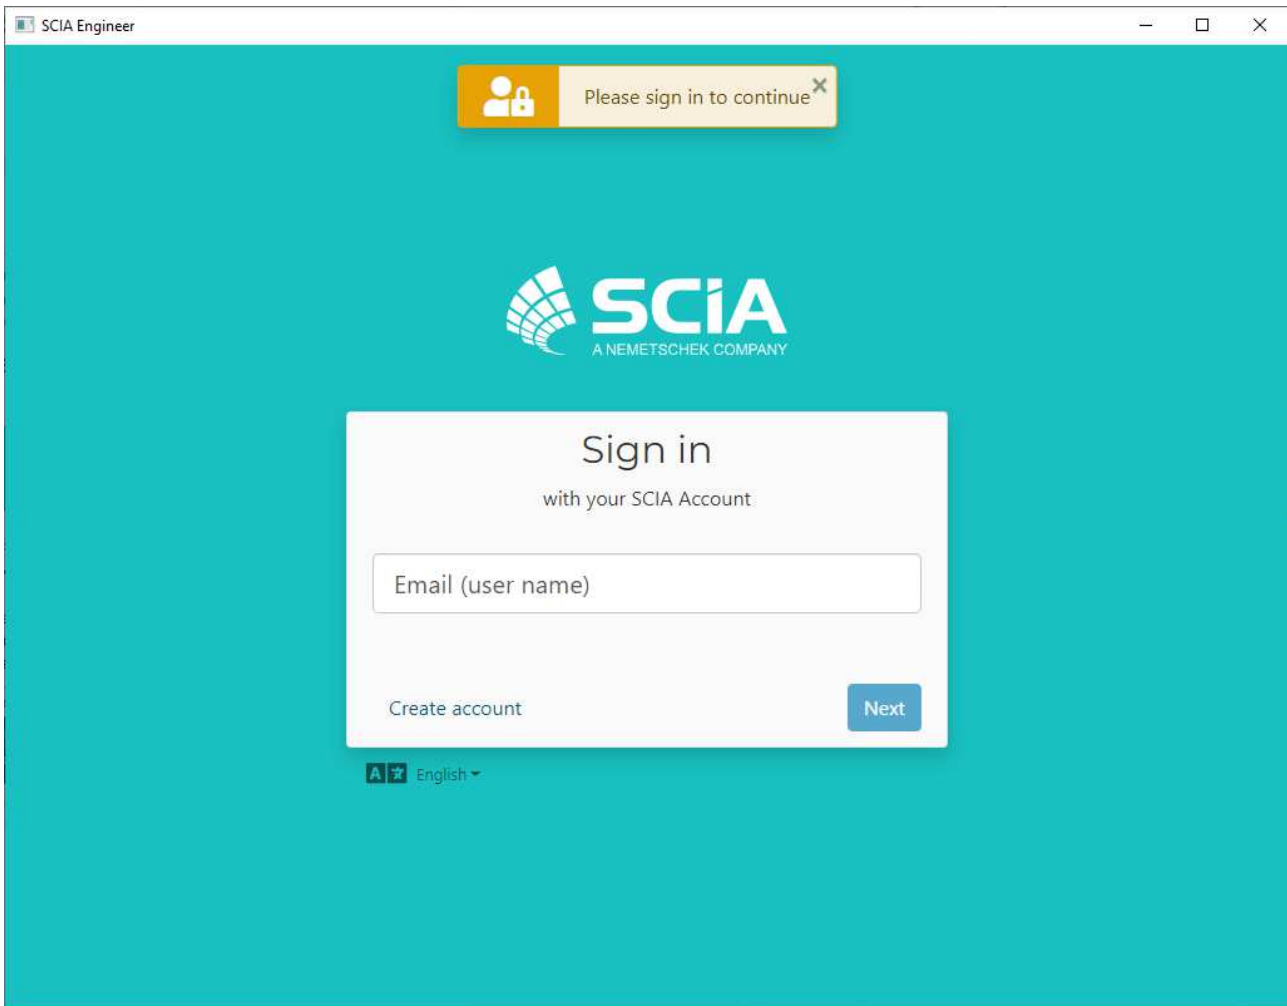 SCIA Engineer
Please sign in to continue
SCiA
A NEMETSCHEK COMPANY
Sign in
with your SCIA Account
Email (user name)
Create account
Next
English